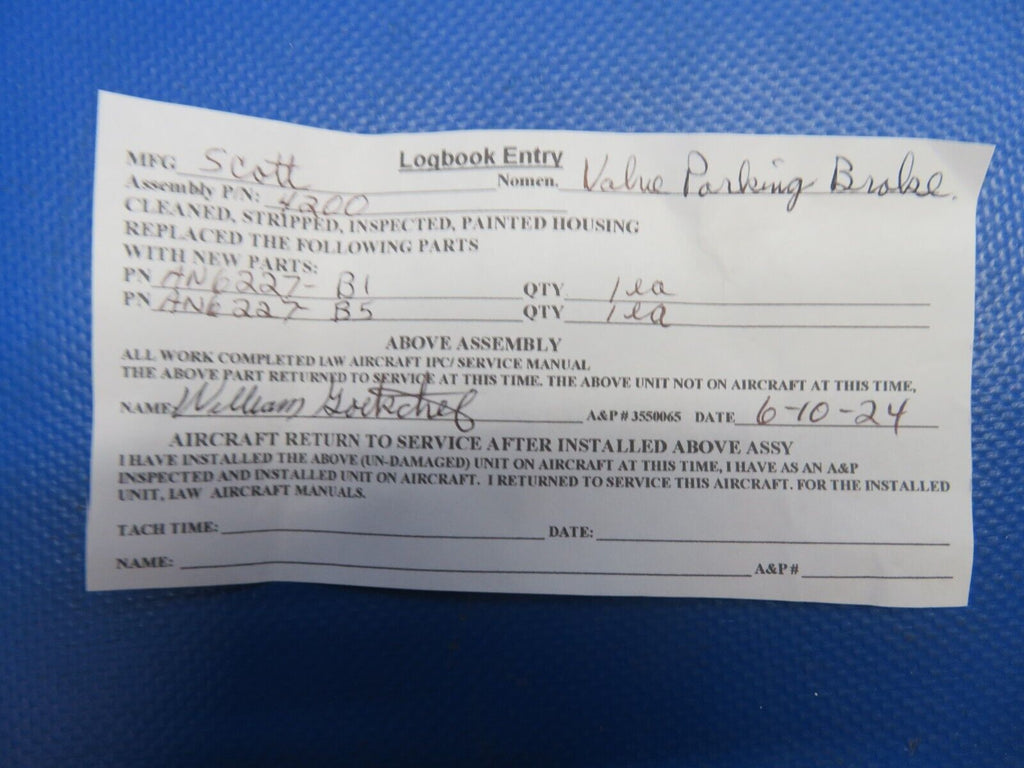 Logbook Entry
MFG Scott Nomen. Valve Parking Brake.
Assembly P/N: 4200
CLEANED, STRIPPED, INSPECTED, PAINTED HOUSING
REPLACED THE FOLLOWING PARTS
WITH NEW PARTS:
PN AN6227- B1 QTY 1ea
PN AN6227- B5 QTY 1ea
ABOVE ASSEMBLY
ALL WORK COMPLETED IAW AIRCRAFT IPC/ SERVICE MANUAL
THE ABOVE PART RETURNED TO SERVICE AT THIS TIME. THE ABOVE UNIT NOT ON AIRCRAFT AT THIS TIME,
NAME William A&P # 3550065 DATE 6-10-24
AIRCRAFT RETURN TO SERVICE AFTER INSTALLED ABOVE ASSY
I HAVE INSTALLED THE ABOVE (UN-DAMAGED) UNIT ON AIRCRAFT AT THIS TIME, I HAVE AS AN A&P
INSPECTED AND INSTALLED UNIT ON AIRCRAFT. I RETURNED TO SERVICE THIS AIRCRAFT. FOR THE INSTALLED
UNIT, IAW AIRCRAFT MANUALS.
TACH TIME: DATE:
NAME: A&P #